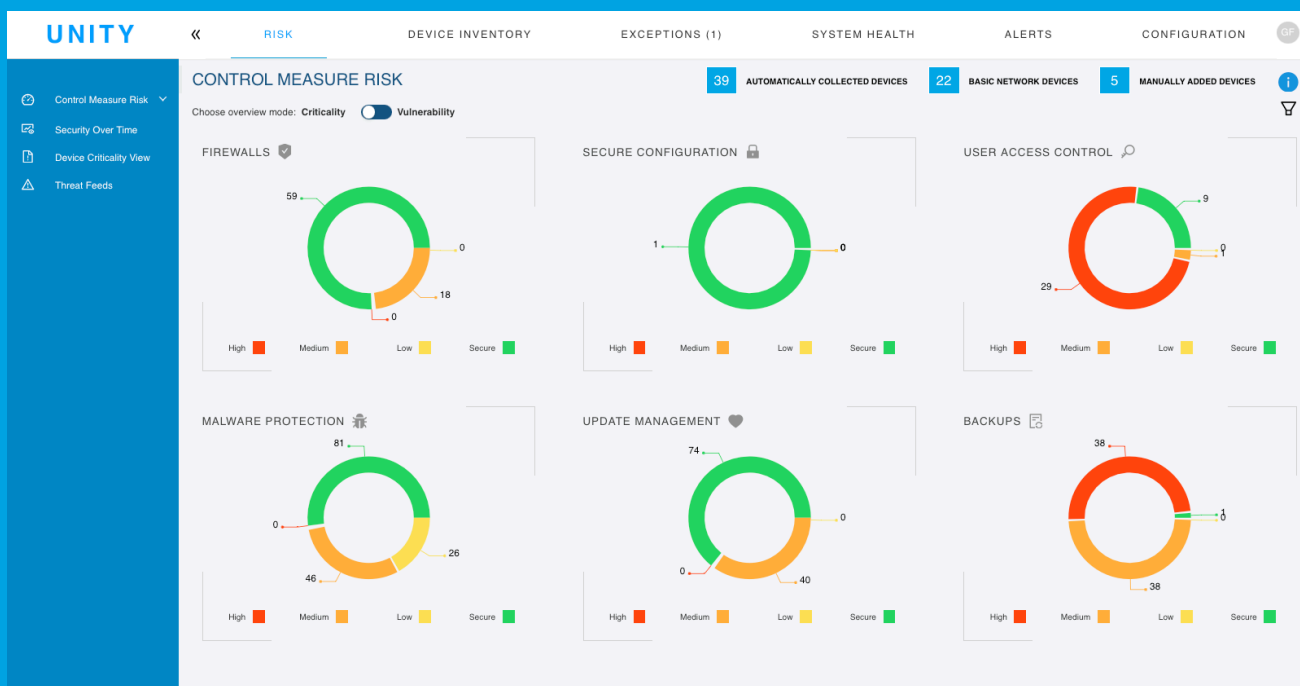 UNITY
«
RISK
DEVICE INVENTORY
EXCEPTIONS (1)
SYSTEM HEALTH
ALERTS
CONFIGURATION
GF
Control Measure Risk
Security Over Time
Device Criticality View
Threat Feeds
CONTROL MEASURE RISK
39 AUTOMATICALLY COLLECTED DEVICES
22 BASIC NETWORK DEVICES
5 MANUALLY ADDED DEVICES
i
Choose overview mode: Criticality Vulnerability
FIREWALLS
59
0
18
0
High Medium Low Secure
SECURE CONFIGURATION
1
0
High Medium Low Secure
USER ACCESS CONTROL
9
0
1
29
High Medium Low Secure
MALWARE PROTECTION
81
0
26
46
High Medium Low Secure
UPDATE MANAGEMENT
74
0
0
40
High Medium Low Secure
BACKUPS
38
1
0
38
High Medium Low Secure